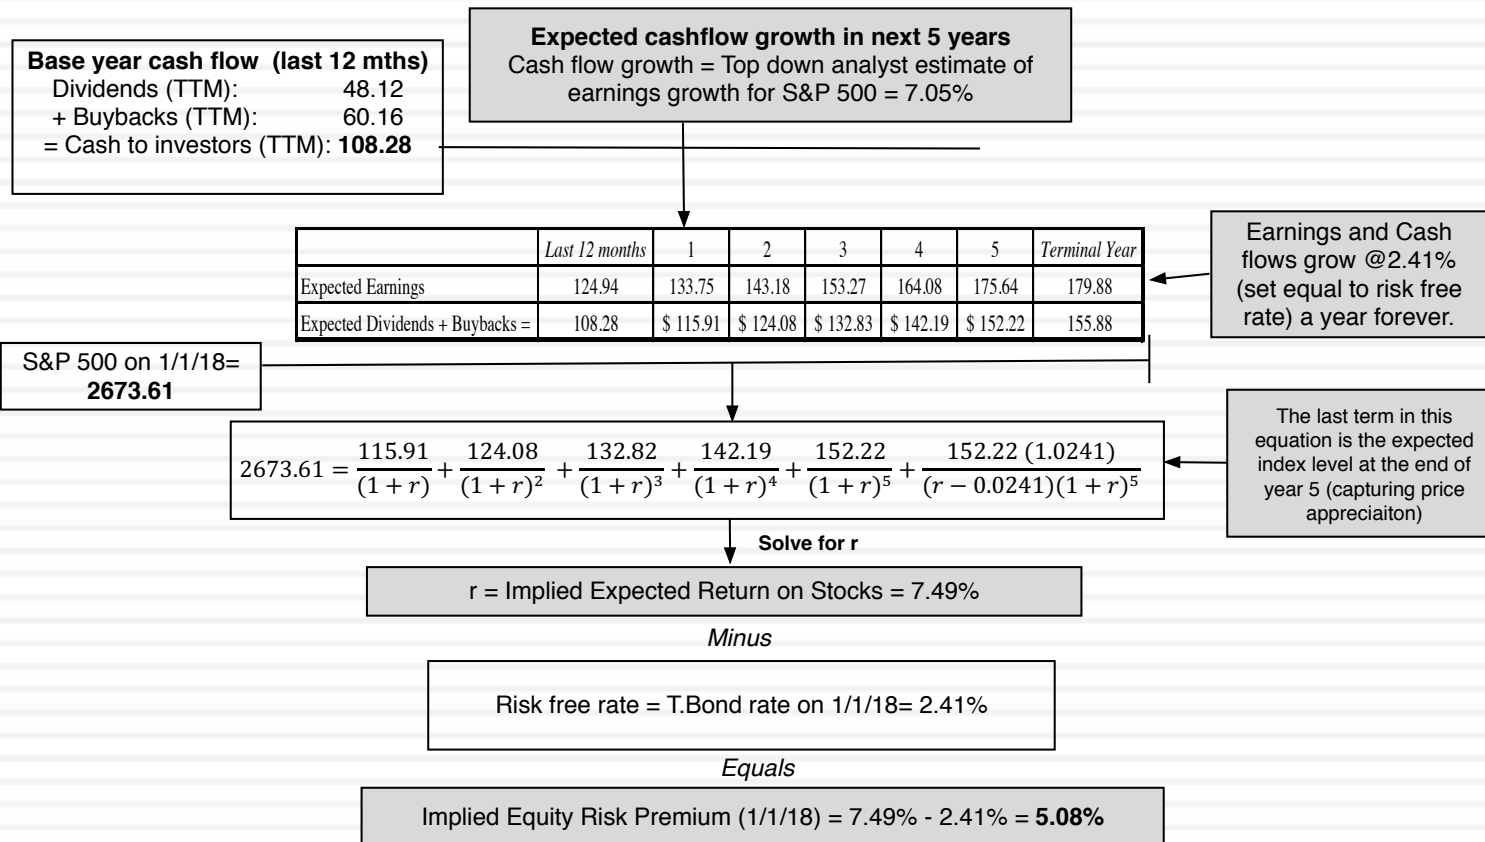 Expected cashflow growth in next 5 years
Cash flow growth = Top down analyst estimate of
earnings growth for S&P 500 = 7.05%
Base year cash flow (last 12 mths)
Dividends (TTM): 48.12
+ Buybacks (TTM): 60.16
= Cash to investors (TTM): 108.28
Last 12 months 1 2 3 4 5 Terminal Year
Expected Earnings 124.94 133.75 143.18 153.27 164.08 175.64 179.88
Expected Dividends + Buybacks = 108.28 $ 115.91 $ 124.08 $ 132.83 $ 142.19 $ 152.22 155.88
Earnings and Cash
flows grow @2.41%
(set equal to risk free
rate) a year forever.
S&P 500 on 1/1/18=
2673.61
2673.61 = 115.91/(1 + r) + 124.08/(1 + r)² + 132.82/(1 + r)³ + 142.19/(1 + r)⁴ + 152.22/(1 + r)⁵ + 152.22 (1.0241)/(r − 0.0241)(1 + r)⁵
The last term in this
equation is the expected
index level at the end of
year 5 (capturing price
appreciaiton)
Solve for r
r = Implied Expected Return on Stocks = 7.49%
Minus
Risk free rate = T.Bond rate on 1/1/18= 2.41%
Equals
Implied Equity Risk Premium (1/1/18) = 7.49% - 2.41% = 5.08%